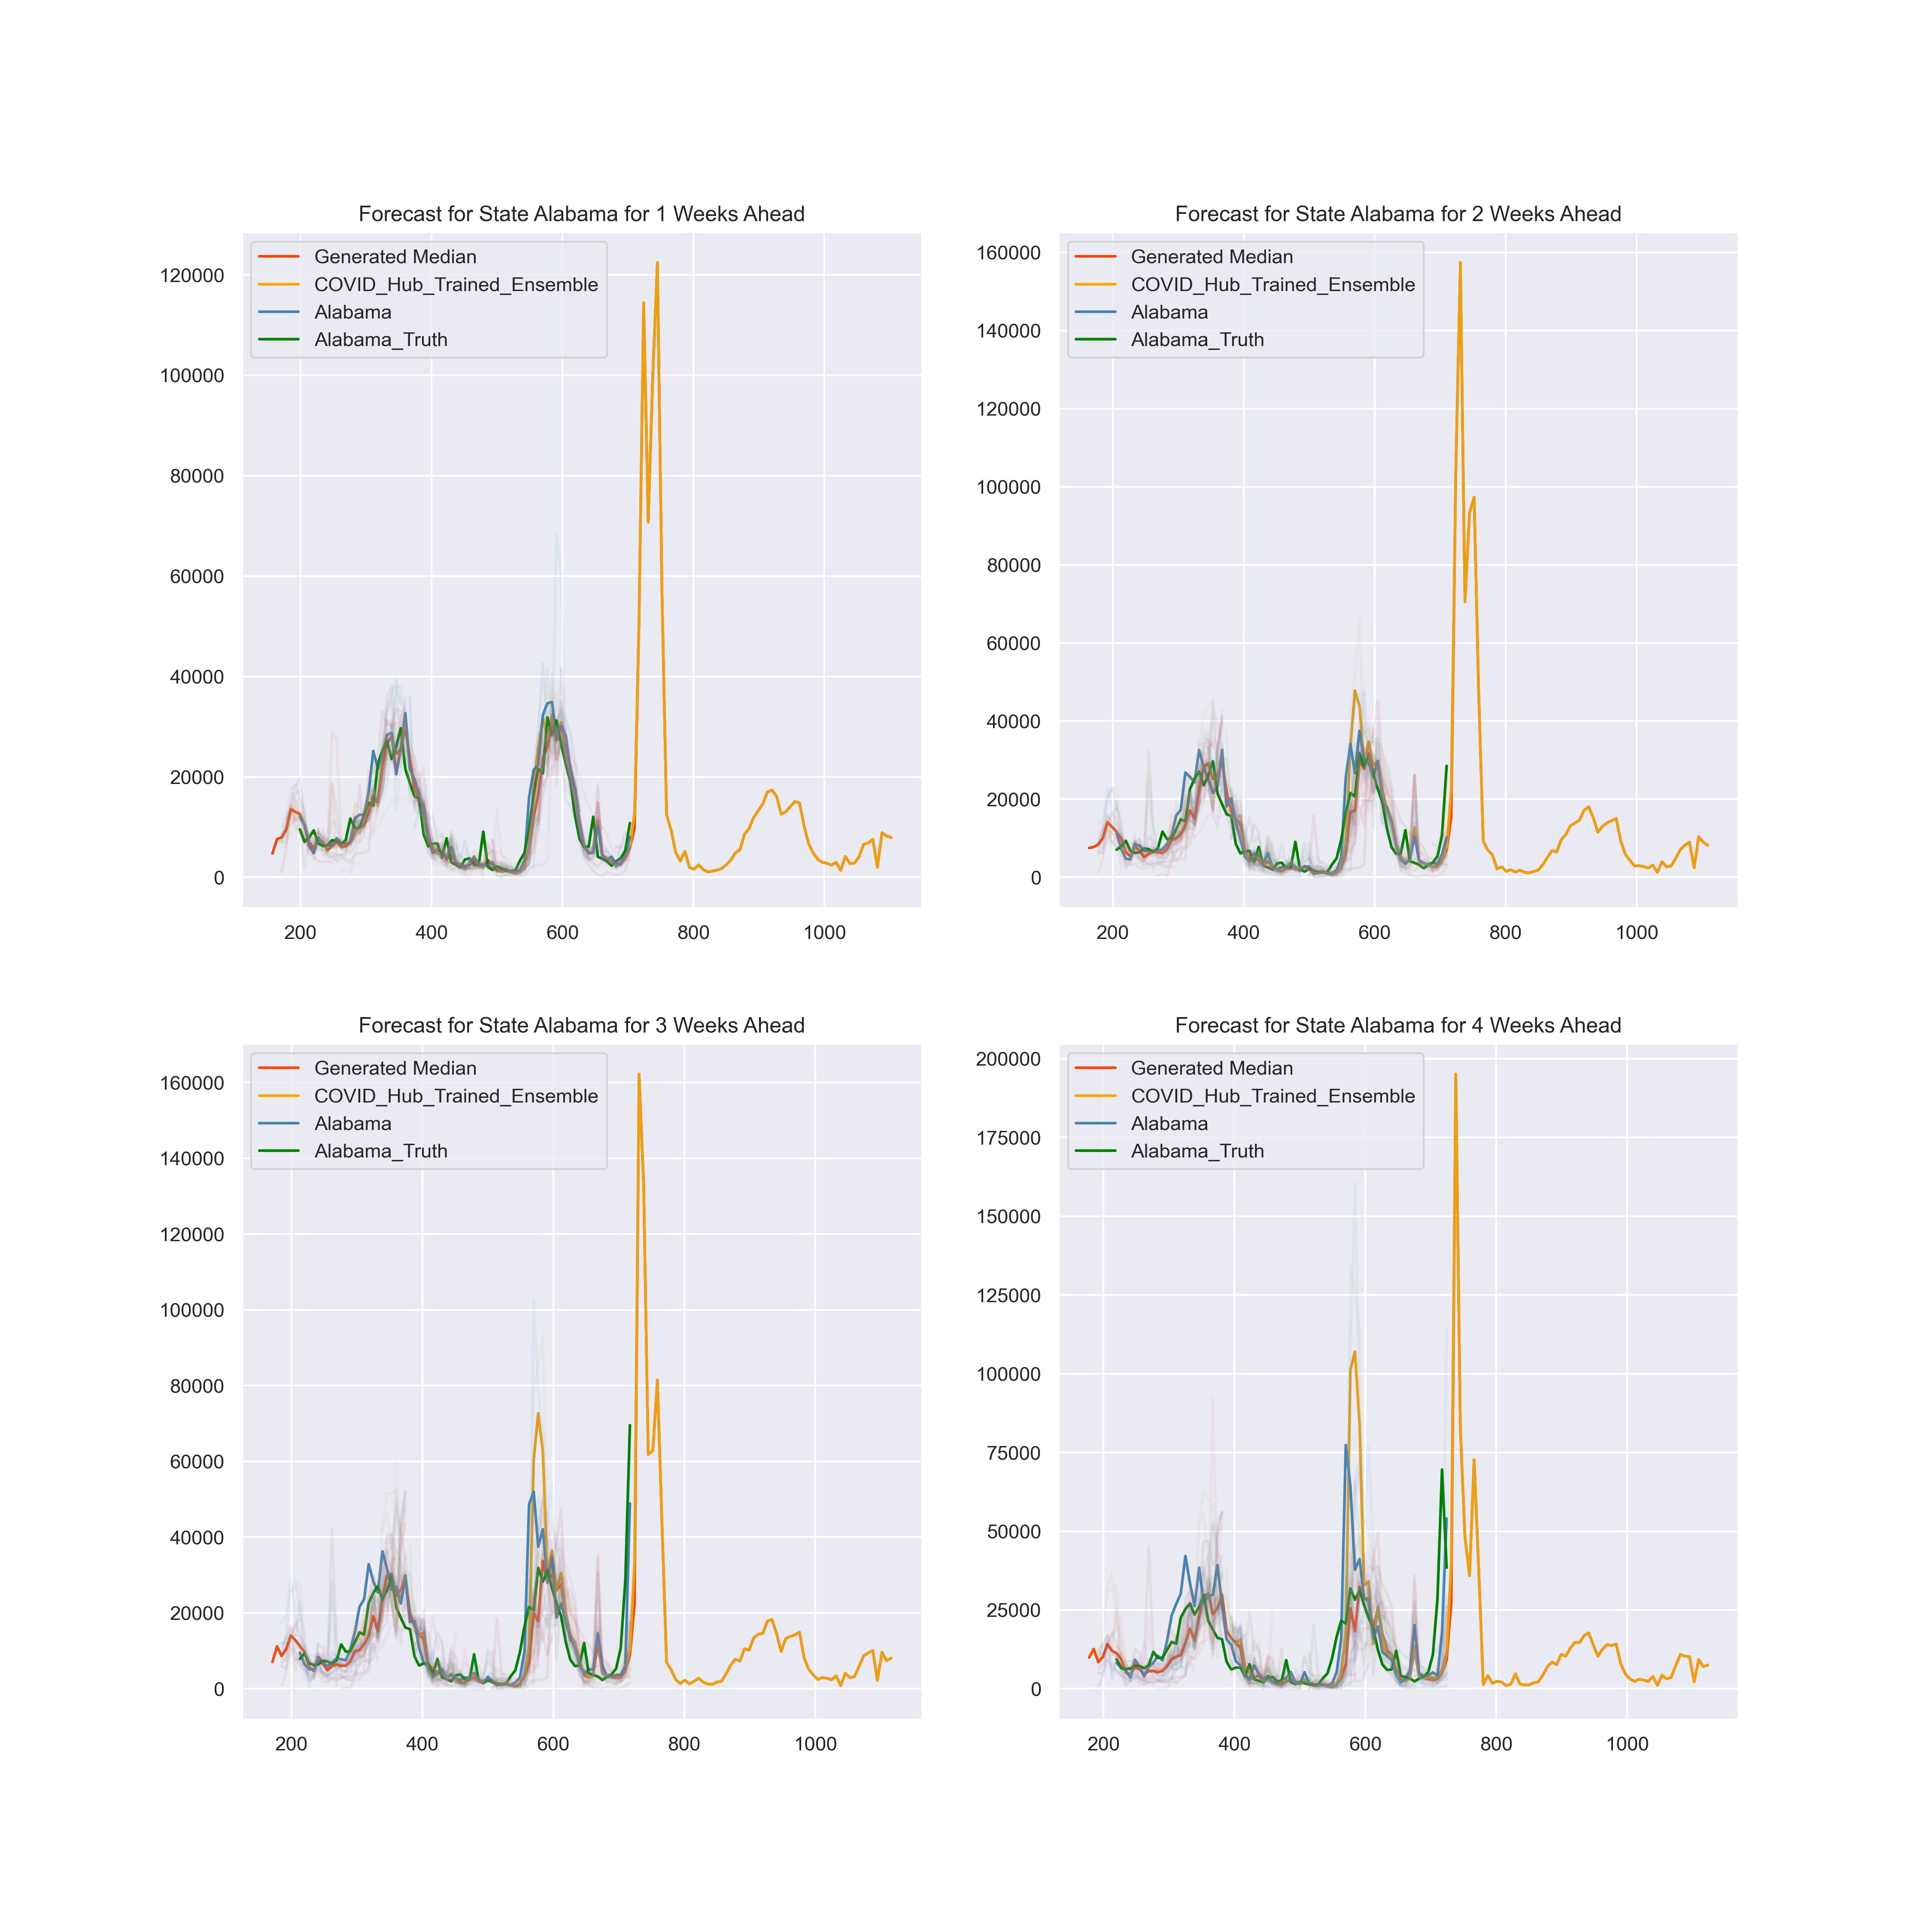 Forecast for State Alabama for 1 Weeks Ahead
Generated Median
COVID_Hub_Trained_Ensemble
Alabama
Alabama_Truth
120000
100000
80000
60000
40000
20000
0
200 400 600 800 1000
Forecast for State Alabama for 2 Weeks Ahead
Generated Median
COVID_Hub_Trained_Ensemble
Alabama
Alabama_Truth
160000
140000
120000
100000
80000
60000
40000
20000
0
200 400 600 800 1000
Forecast for State Alabama for 3 Weeks Ahead
Generated Median
COVID_Hub_Trained_Ensemble
Alabama
Alabama_Truth
160000
140000
120000
100000
80000
60000
40000
20000
0
200 400 600 800 1000
Forecast for State Alabama for 4 Weeks Ahead
Generated Median
COVID_Hub_Trained_Ensemble
Alabama
Alabama_Truth
200000
175000
150000
125000
100000
75000
50000
25000
0
200 400 600 800 1000